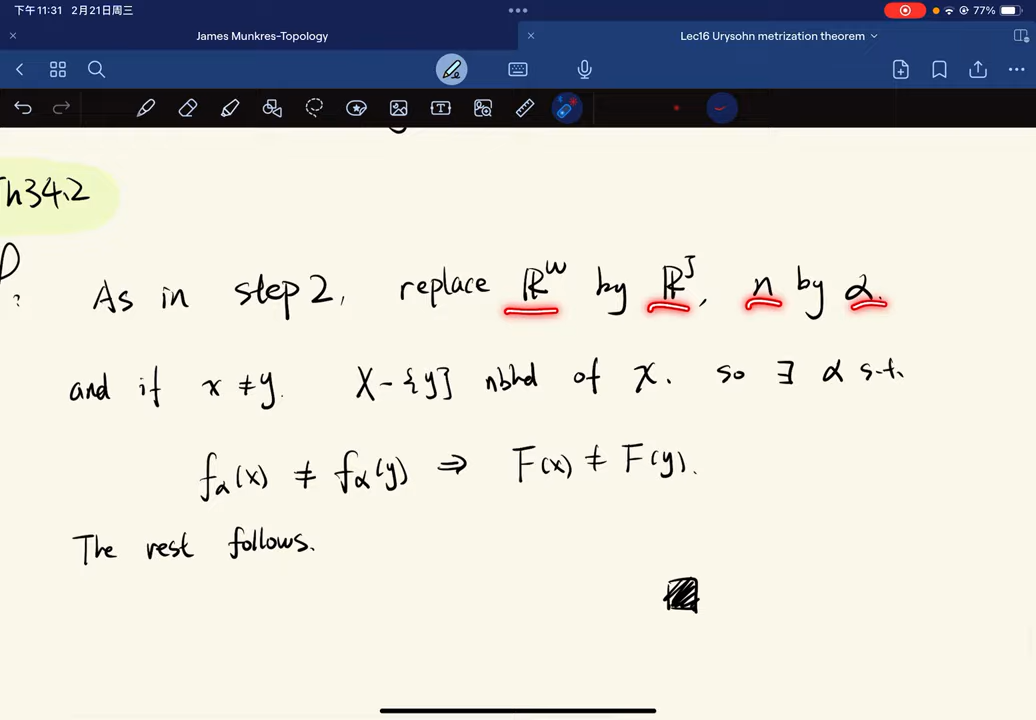 下午11:31 2月21日周三
77%
James Munkres-Topology
Lec16 Urysohn metrization theorem
Th34.2
?
As in step 2, replace ℝ^ω by ℝ^J, n by α.
and if x ≠ y. X-{y} nbhd of x. so ∃ α s.t.
f_α(x) ≠ f_α(y) ⇒ F(x) ≠ F(y).
The rest follows.